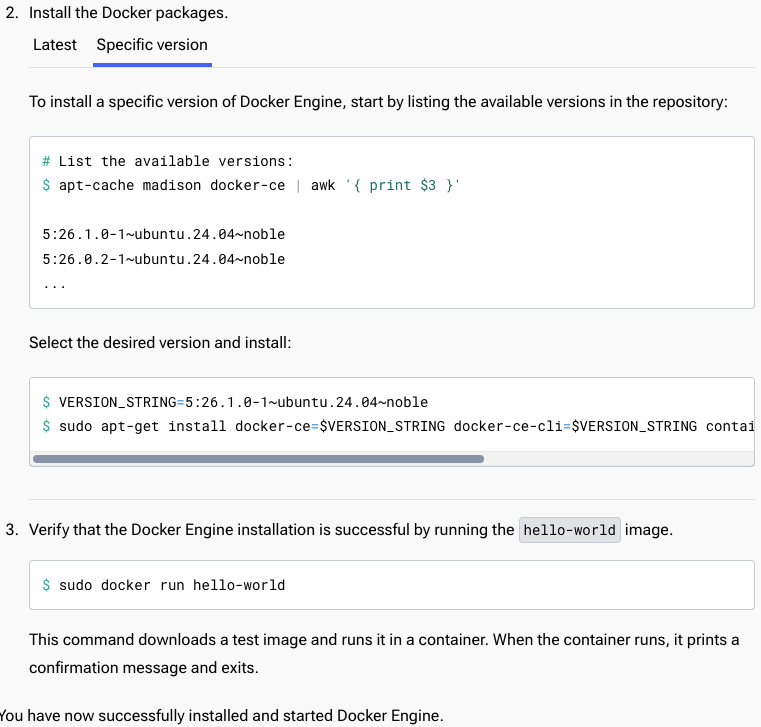 2. Install the Docker packages.
Latest Specific version
To install a specific version of Docker Engine, start by listing the available versions in the repository:
# List the available versions:
$ apt-cache madison docker-ce | awk '{ print $3 }'
5:26.1.0-1~ubuntu.24.04~noble
5:26.0.2-1~ubuntu.24.04~noble
...
Select the desired version and install:
$ VERSION_STRING=5:26.1.0-1~ubuntu.24.04~noble
$ sudo apt-get install docker-ce=$VERSION_STRING docker-ce-cli=$VERSION_STRING contai
3. Verify that the Docker Engine installation is successful by running the hello-world image.
$ sudo docker run hello-world
This command downloads a test image and runs it in a container. When the container runs, it prints a
confirmation message and exits.
You have now successfully installed and started Docker Engine.